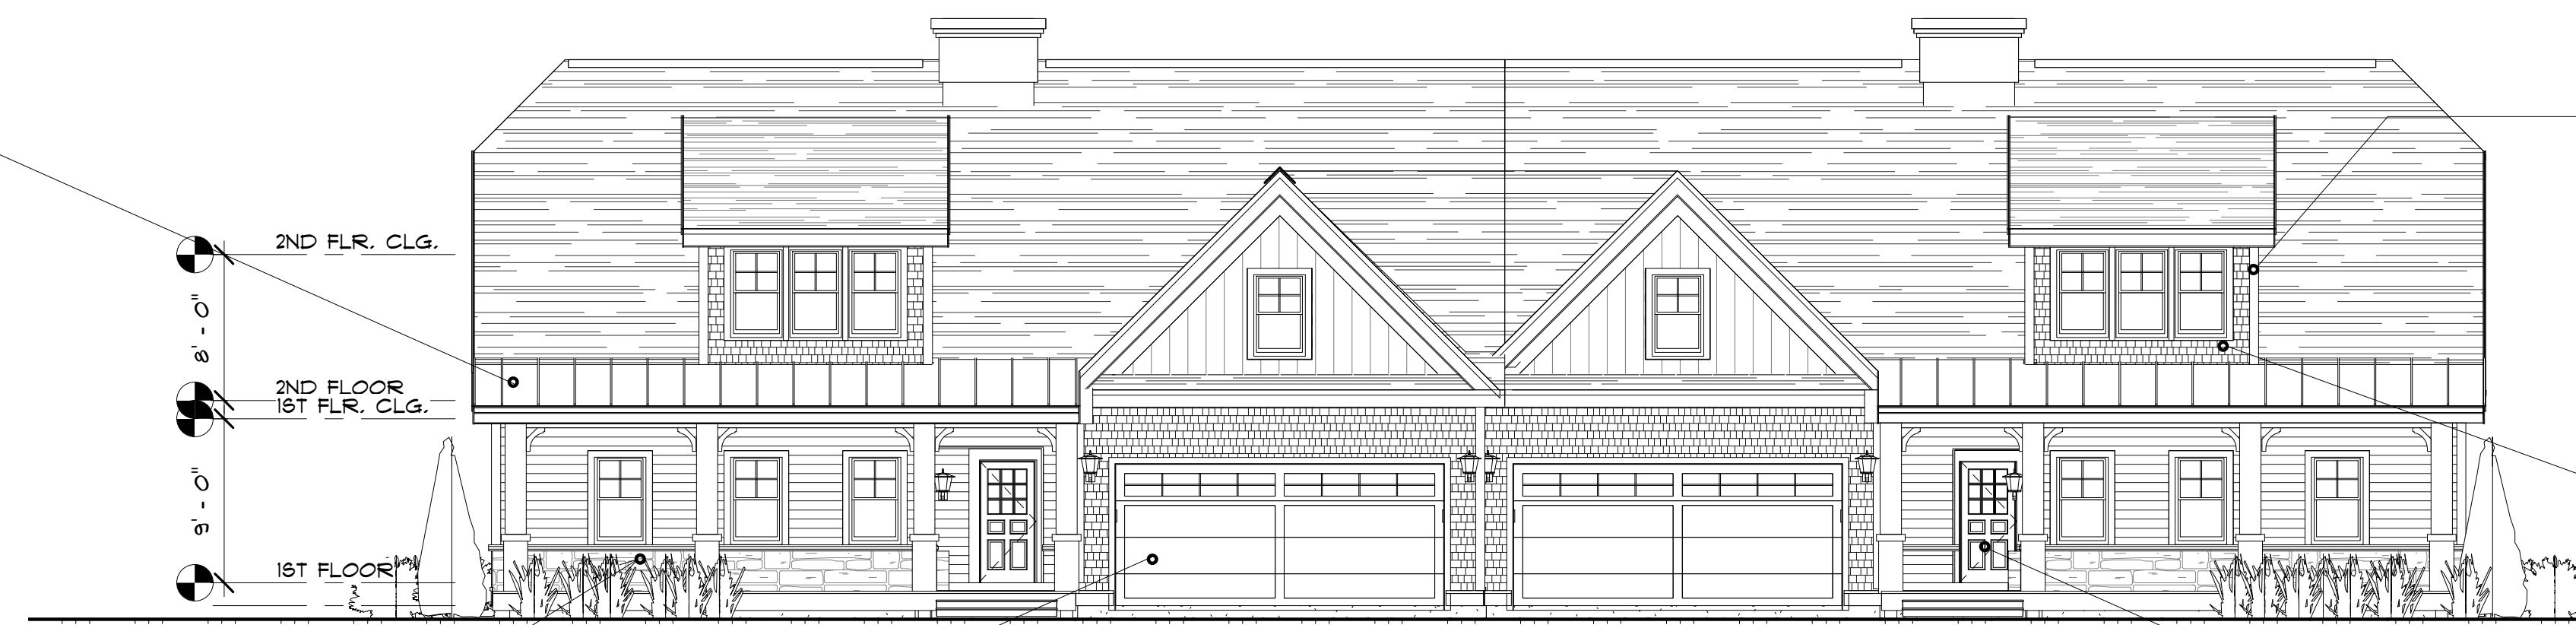 2ND FLR. CLG.
8' - 0"
2ND FLOOR
1ST FLR. CLG.
9' - 0"
1ST FLOOR